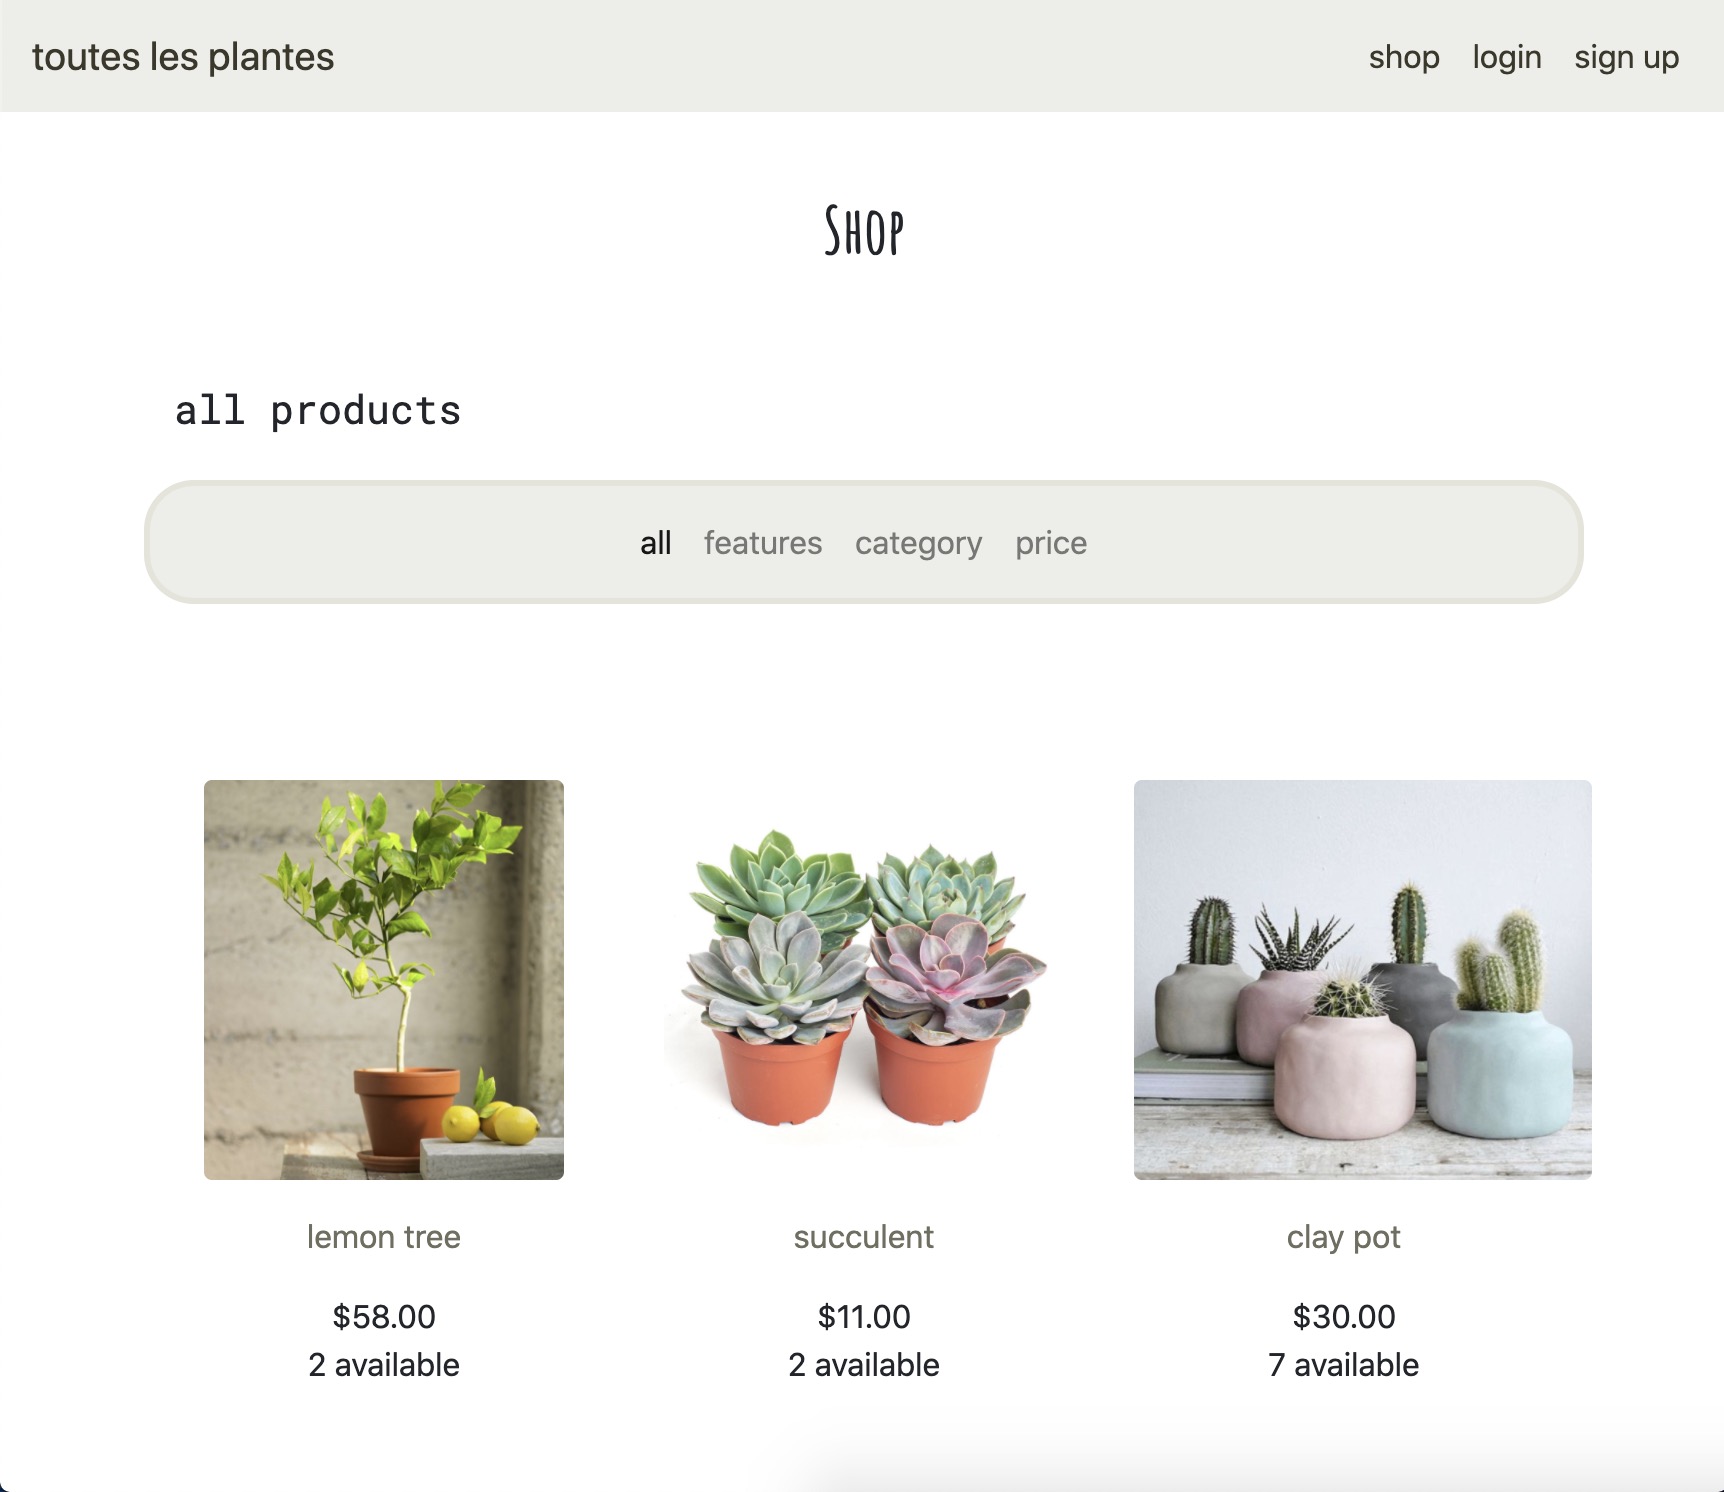 toutes les plantes
shop login sign up
Shop
all products
all features category price
lemon tree
$58.00
2 available
succulent
$11.00
2 available
clay pot
$30.00
7 available